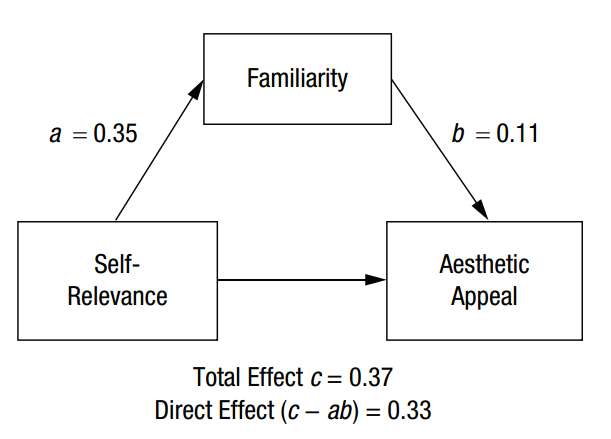 Familiarity
a = 0.35
b = 0.11
Self-
Relevance
Aesthetic
Appeal
Total Effect c = 0.37
Direct Effect (c – ab) = 0.33